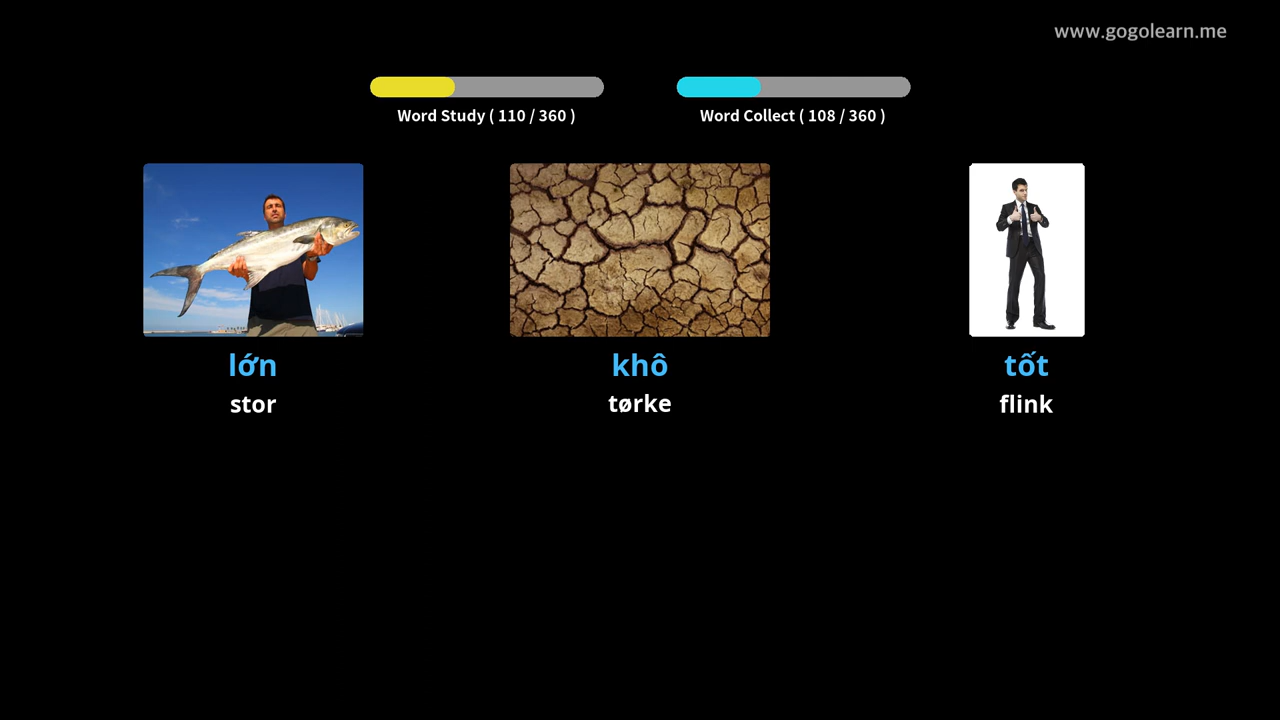 www.gogolearn.me
Word Study ( 110 / 360 )
Word Collect ( 108 / 360 )
lớn
khô
tốt
stor
tørke
flink